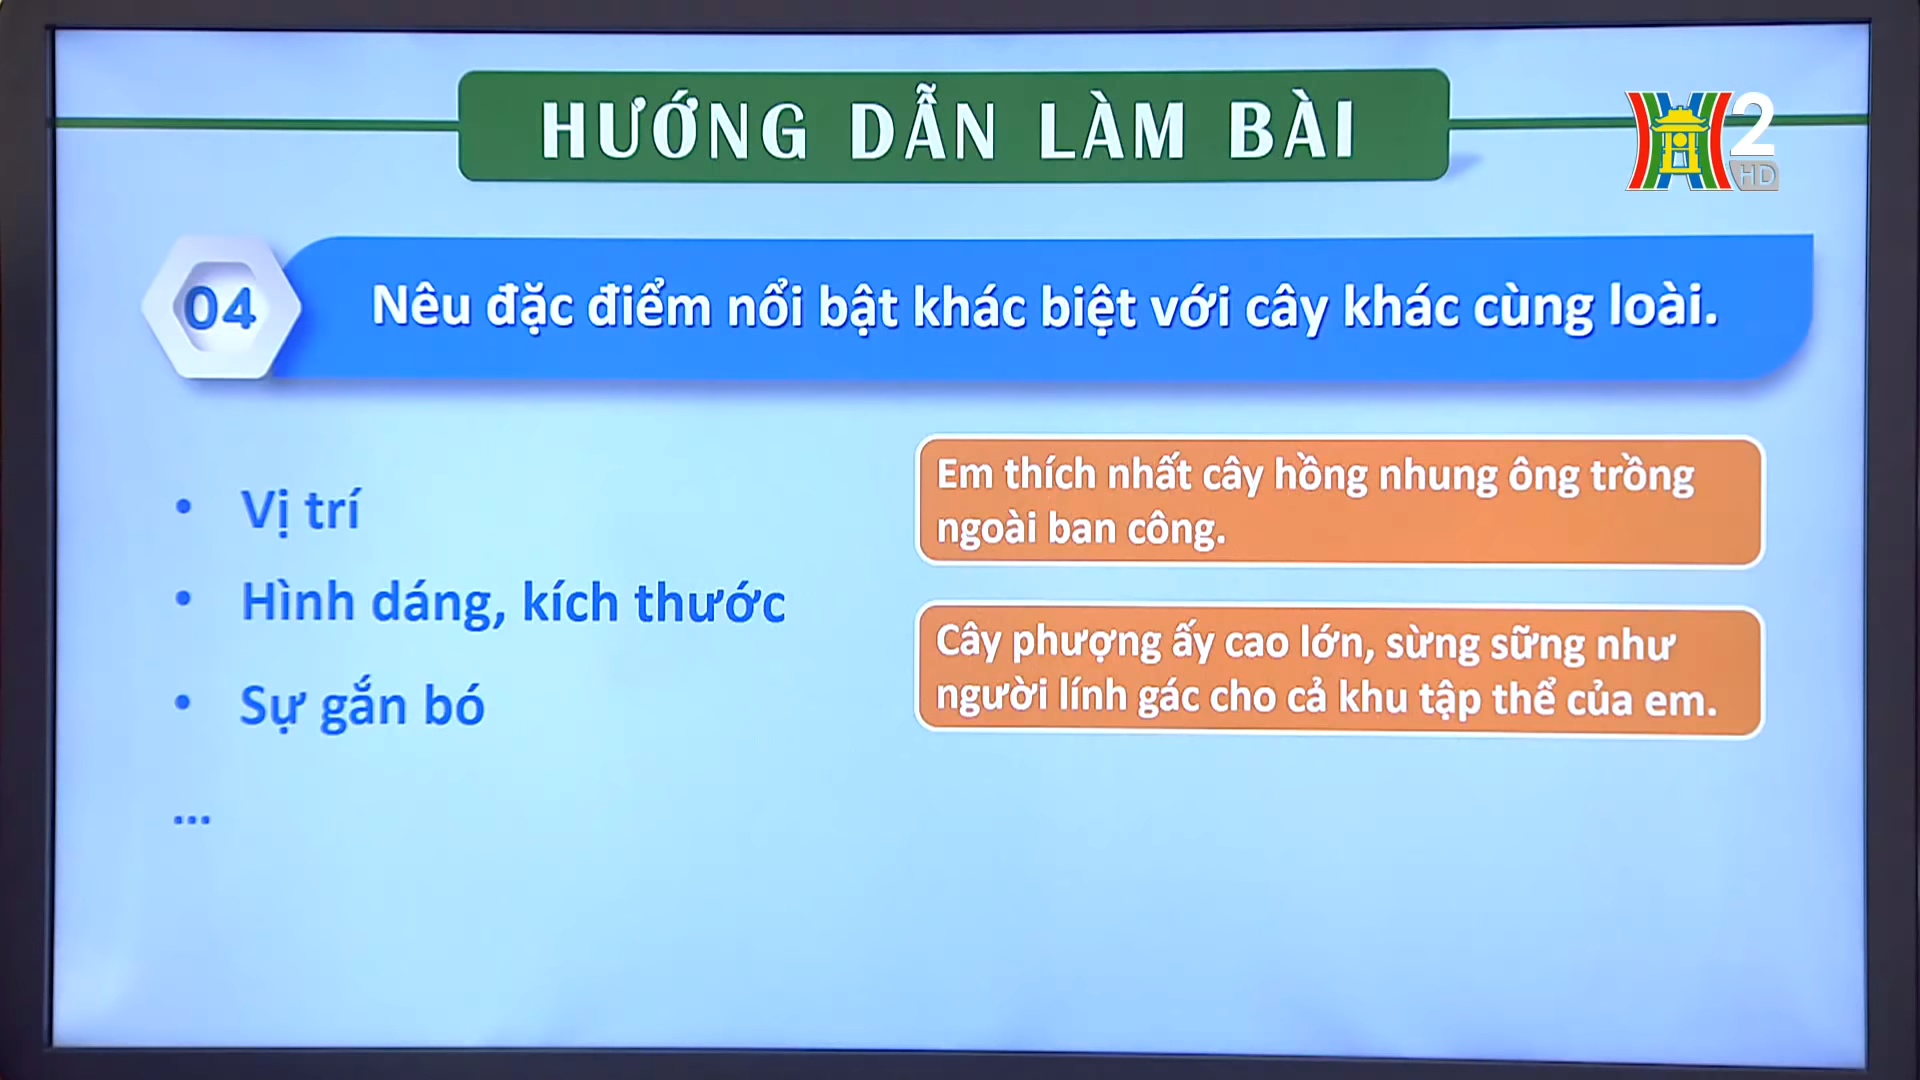 HƯỚNG DẪN LÀM BÀI
2
HD
04
Nêu đặc điểm nổi bật khác biệt với cây khác cùng loài.
• Vị trí
• Hình dáng, kích thước
• Sự gắn bó
...
Em thích nhất cây hồng nhung ông trồng
ngoài ban công.
Cây phượng ấy cao lớn, sừng sững như
người lính gác cho cả khu tập thể của em.